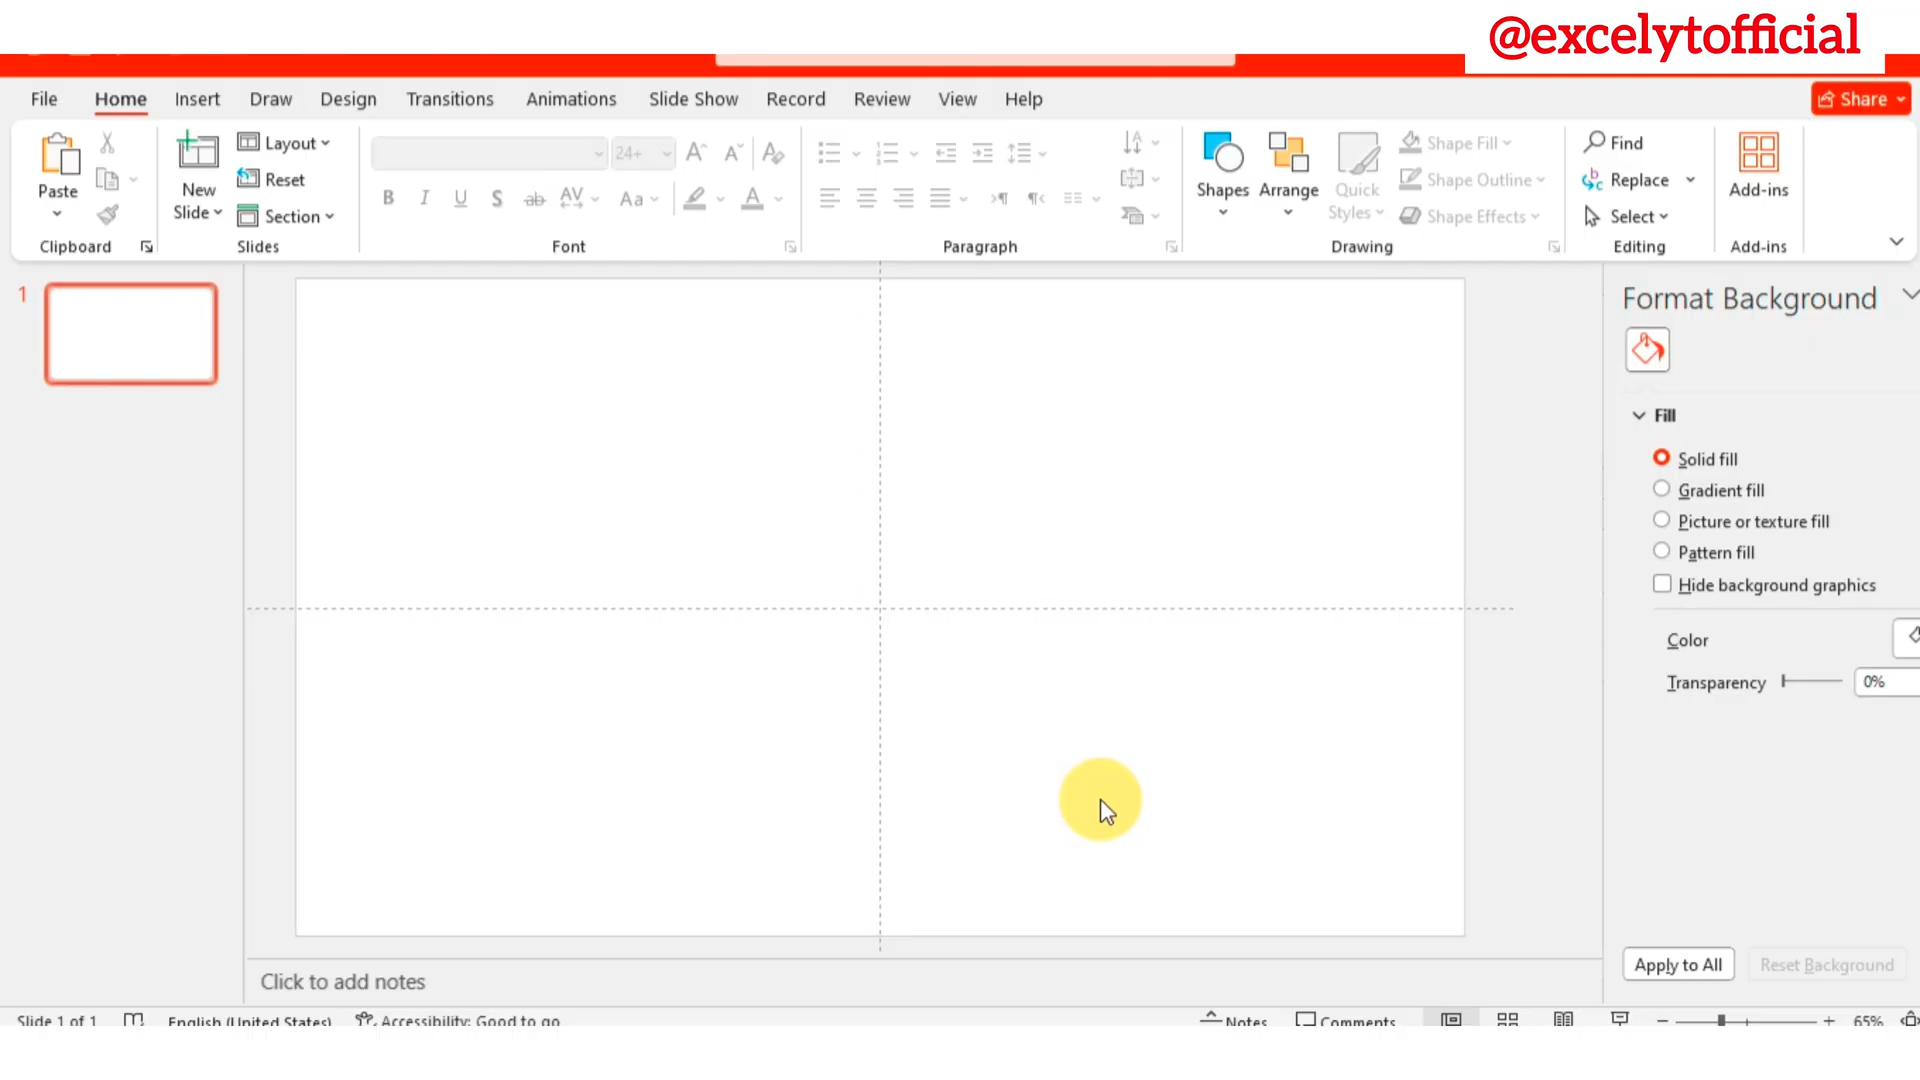 @excelytofficial
File Home Insert Draw Design Transitions Animations Slide Show Record Review View Help Share
Paste
Clipboard
New Slide
Layout
Reset
Section
Slides
24+
Font
Paragraph
Shapes
Arrange
Quick Styles
Shape Fill
Shape Outline
Shape Effects
Drawing
Find
Replace
Select
Editing
Add-ins
Add-ins
1
Format Background
Fill
Solid fill
Gradient fill
Picture or texture fill
Pattern fill
Hide background graphics
Color
Transparency 0%
Apply to All Reset Background
Click to add notes
Slide 1 of 1 English (United States) Accessibility: Good to go Notes Comments 65%